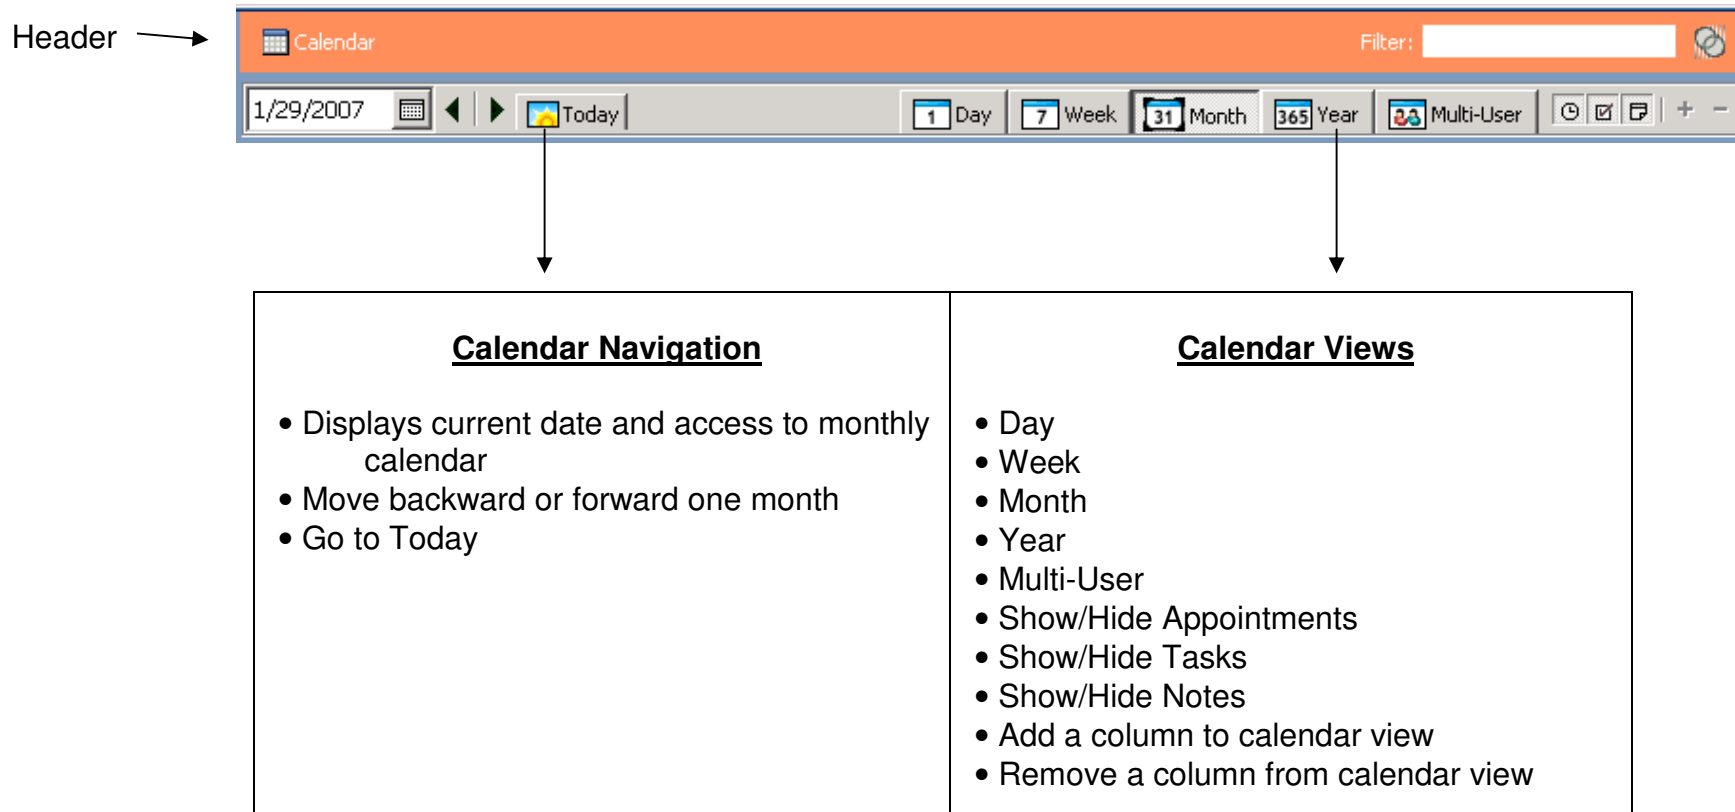 Header
Calendar Filter:
1/29/2007 Today 1 Day 7 Week 31 Month 365 Year Multi-User + -
Calendar Navigation
• Displays current date and access to monthly
calendar
• Move backward or forward one month
• Go to Today
Calendar Views
• Day
• Week
• Month
• Year
• Multi-User
• Show/Hide Appointments
• Show/Hide Tasks
• Show/Hide Notes
• Add a column to calendar view
• Remove a column from calendar view